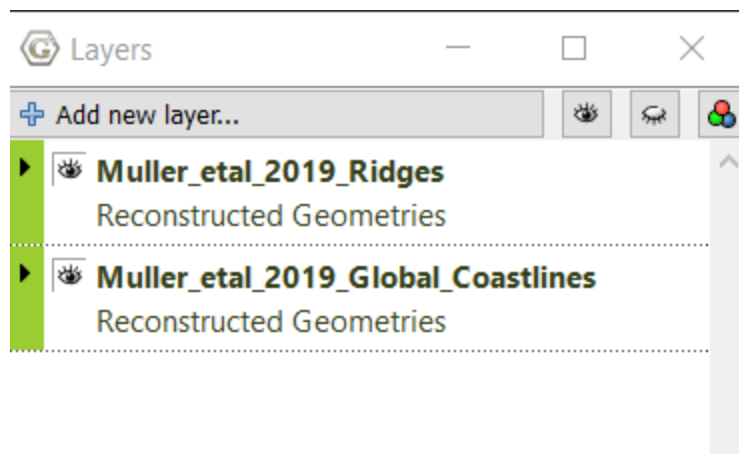 Layers
Add new layer...
Muller_etal_2019_Ridges
Reconstructed Geometries
Muller_etal_2019_Global_Coastlines
Reconstructed Geometries